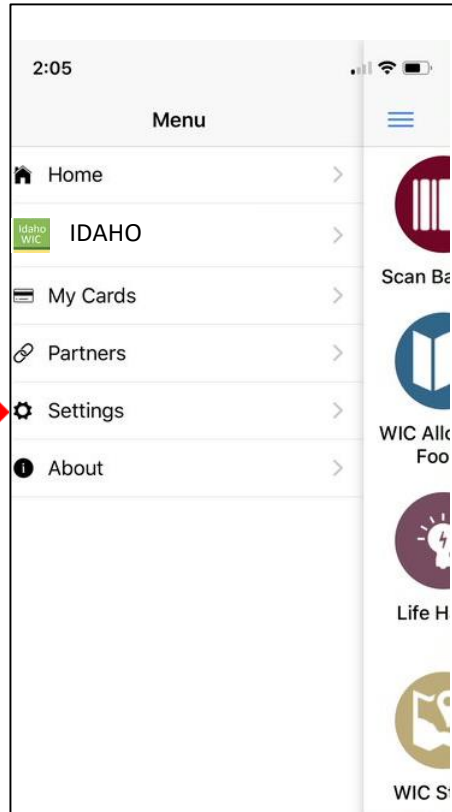 2:05
Menu
Home
Idaho
WIC
IDAHO
My Cards
Partners
Settings
About
Scan Ba
WIC Allo
Foo
Life H
WIC St